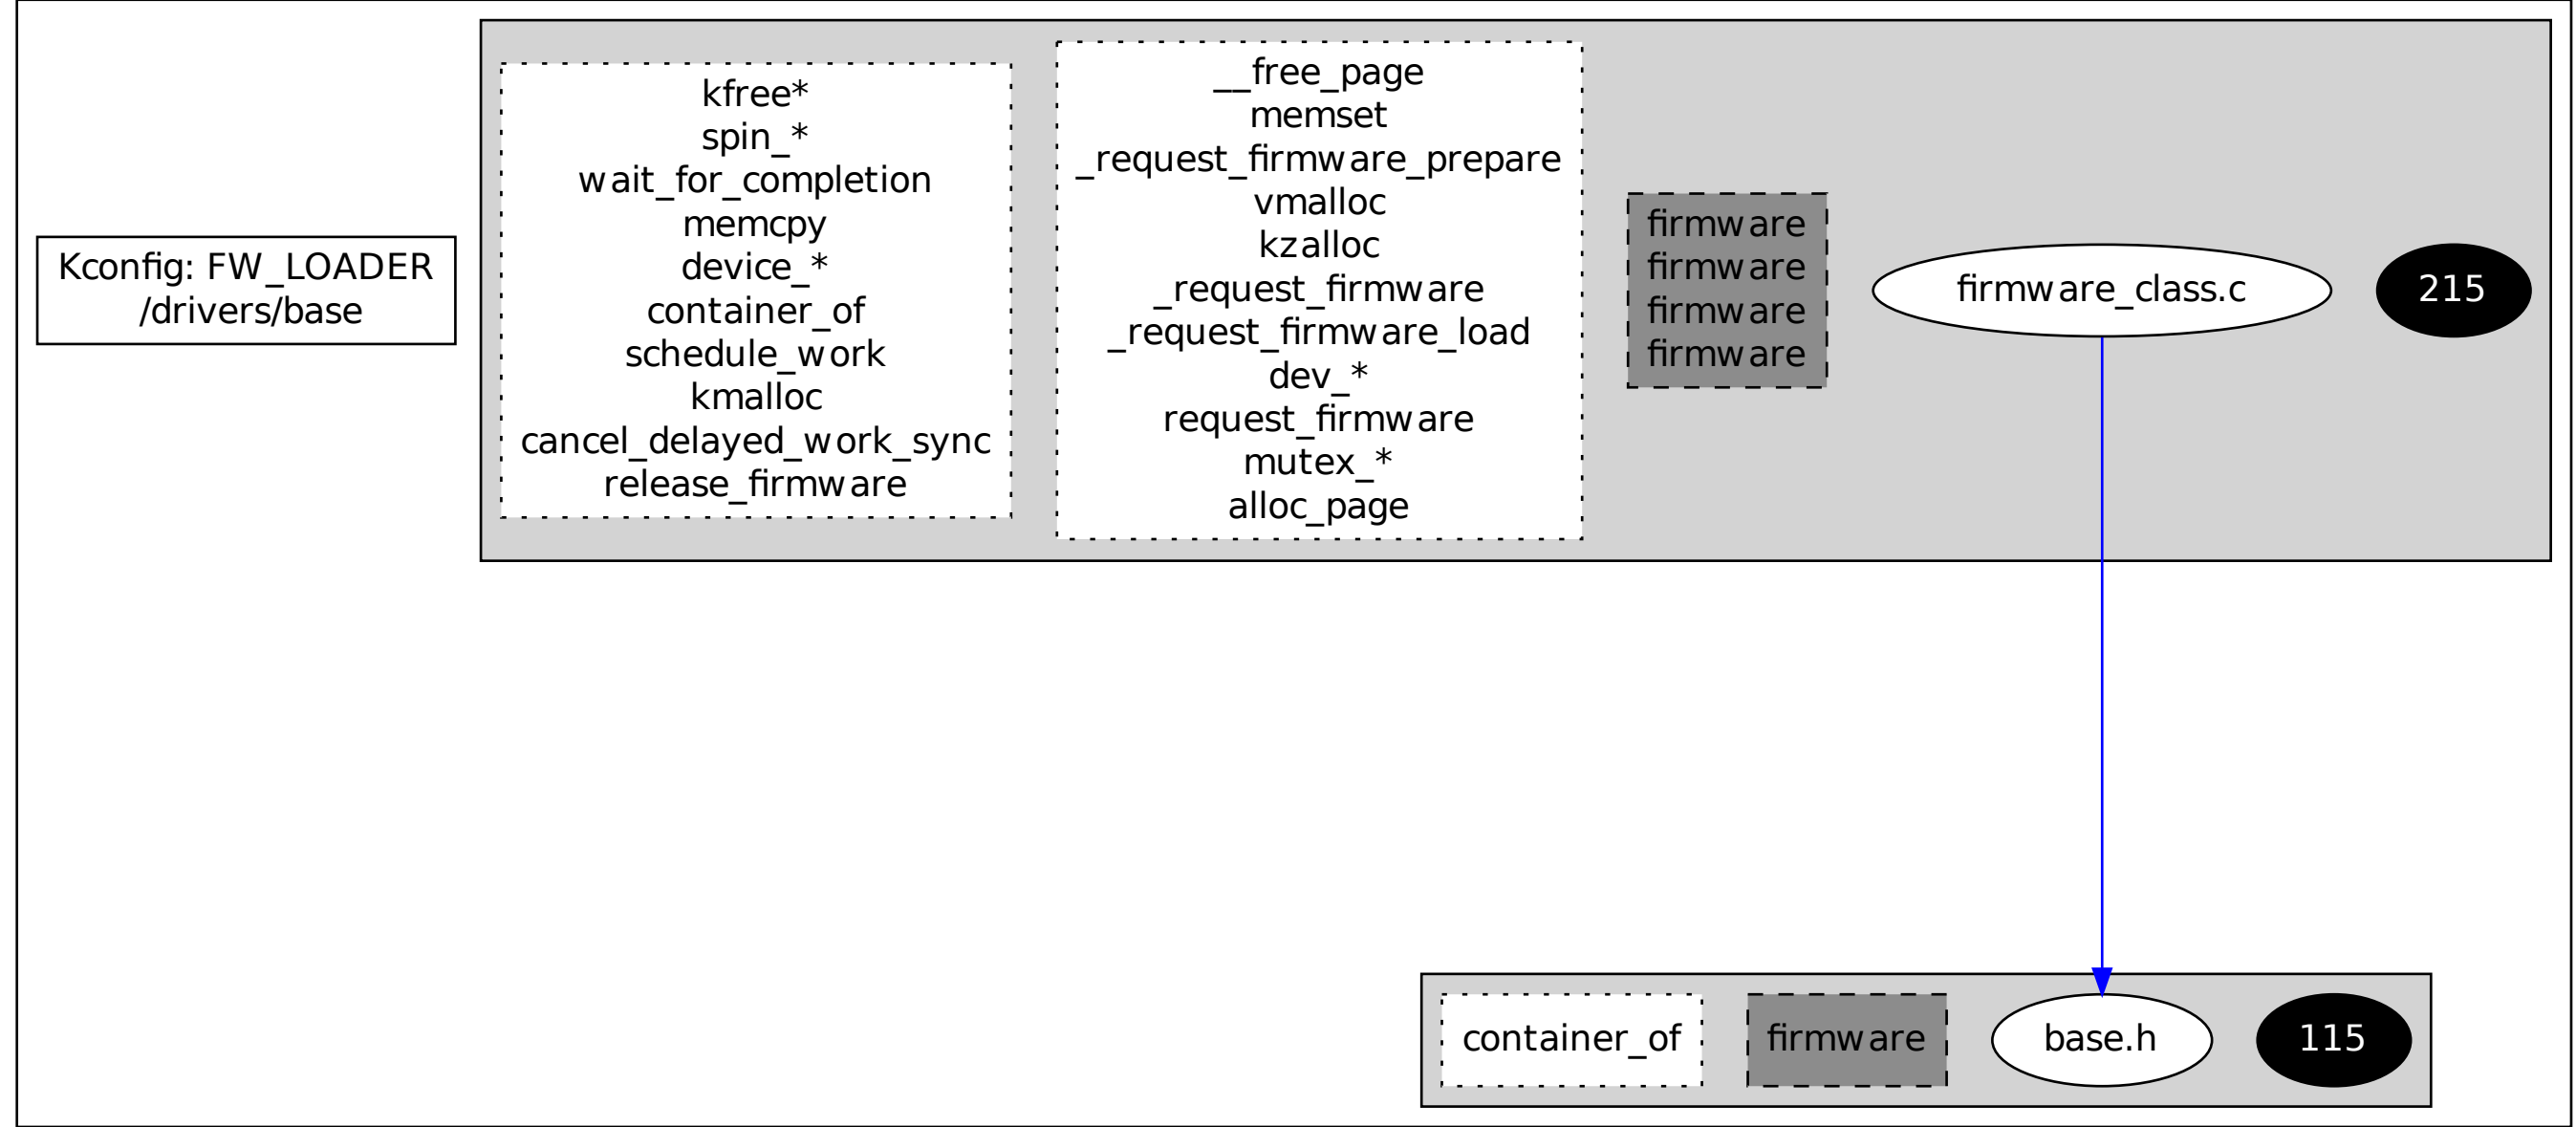 Kconfig: FW_LOADER
/drivers/base
kfree*
spin_*
wait_for_completion
memcpy
device_*
container_of
schedule_work
kmalloc
cancel_delayed_work_sync
release_firmware
__free_page
memset
_request_firmware_prepare
vmalloc
kzalloc
_request_firmware
_request_firmware_load
dev_*
request_firmware
mutex_*
alloc_page
firmware
firmware
firmware
firmware
firmware_class.c
215
container_of
firmware
base.h
115